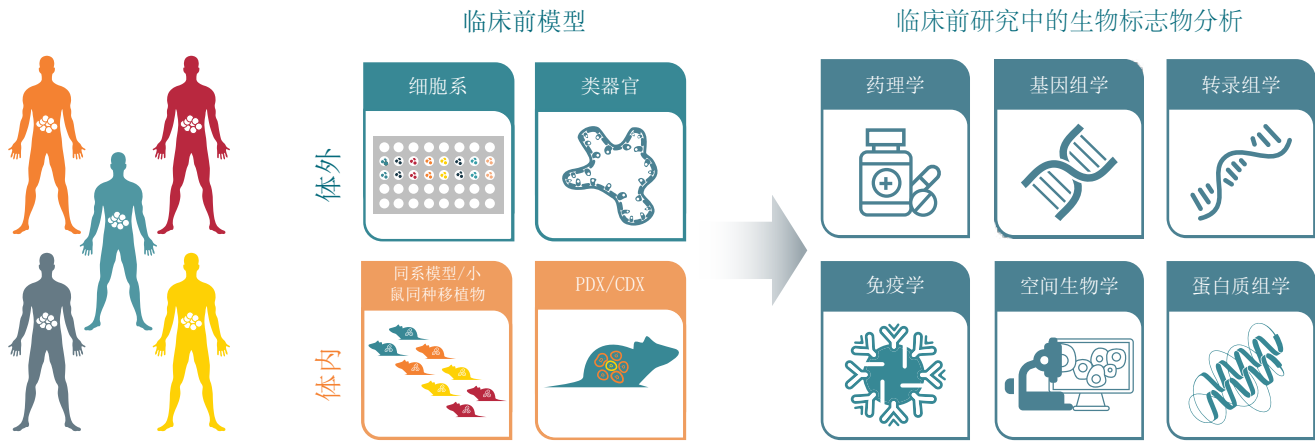 临床前模型
临床前研究中的生物标志物分析
体外
细胞系
类器官
体内
同系模型/小
鼠同种移植物
PDX/CDX
药理学
基因组学
转录组学
免疫学
空间生物学
蛋白质组学